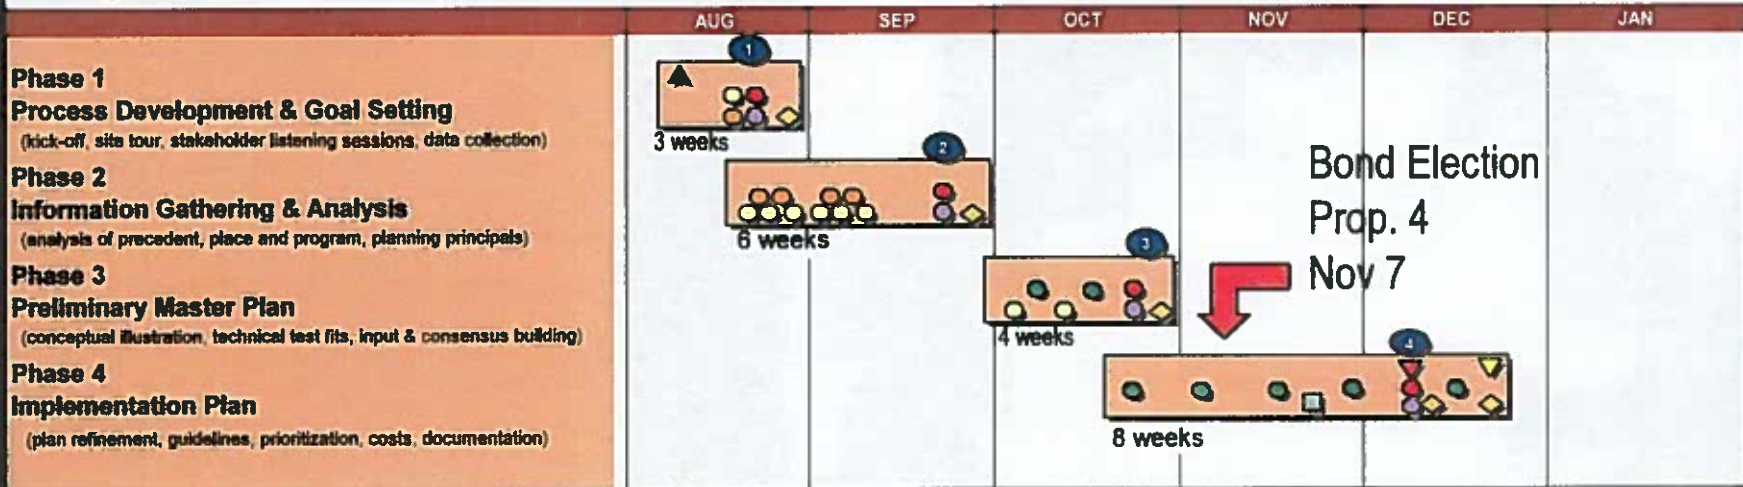 AUG SEP OCT NOV DEC JAN
1
Phase 1
Process Development & Goal Setting
(kick-off, site tour, stakeholder listening sessions, data collection)
3 weeks
2
Phase 2
Information Gathering & Analysis
(analysis of precedent, place and program, planning principals)
6 weeks
Bond Election
Prop. 4
Nov 7
3
Phase 3
Preliminary Master Plan
(conceptual illustration, technical test fits, input & consensus building)
4 weeks
4
Phase 4
Implementation Plan
(plan refinement, guidelines, prioritization, costs, documentation)
8 weeks